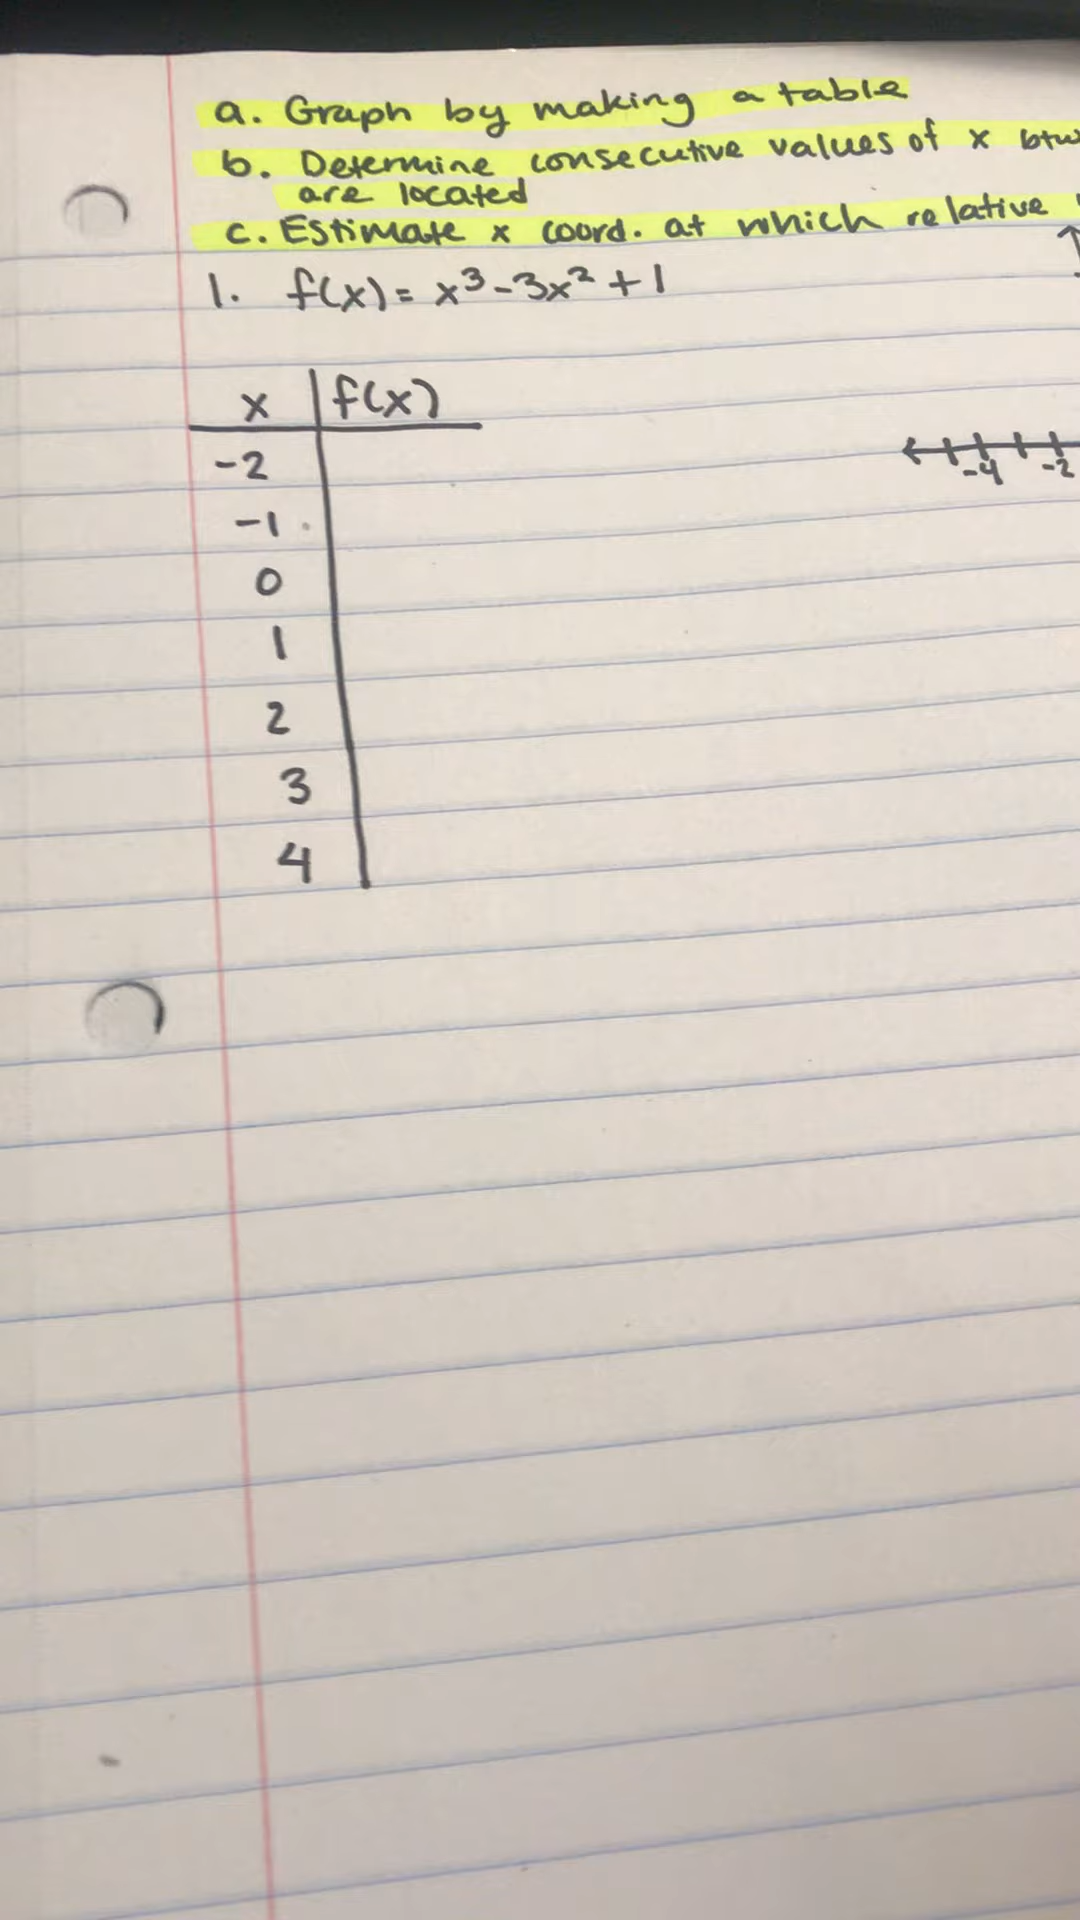 a. Graph by making a table
b. Determine consecutive values of x btw
are located
c. Estimate x coord. at which relative
1. f(x) = x³ - 3x² + 1
x f(x)
-2
-1
0
1
2
3
4
-4 -2